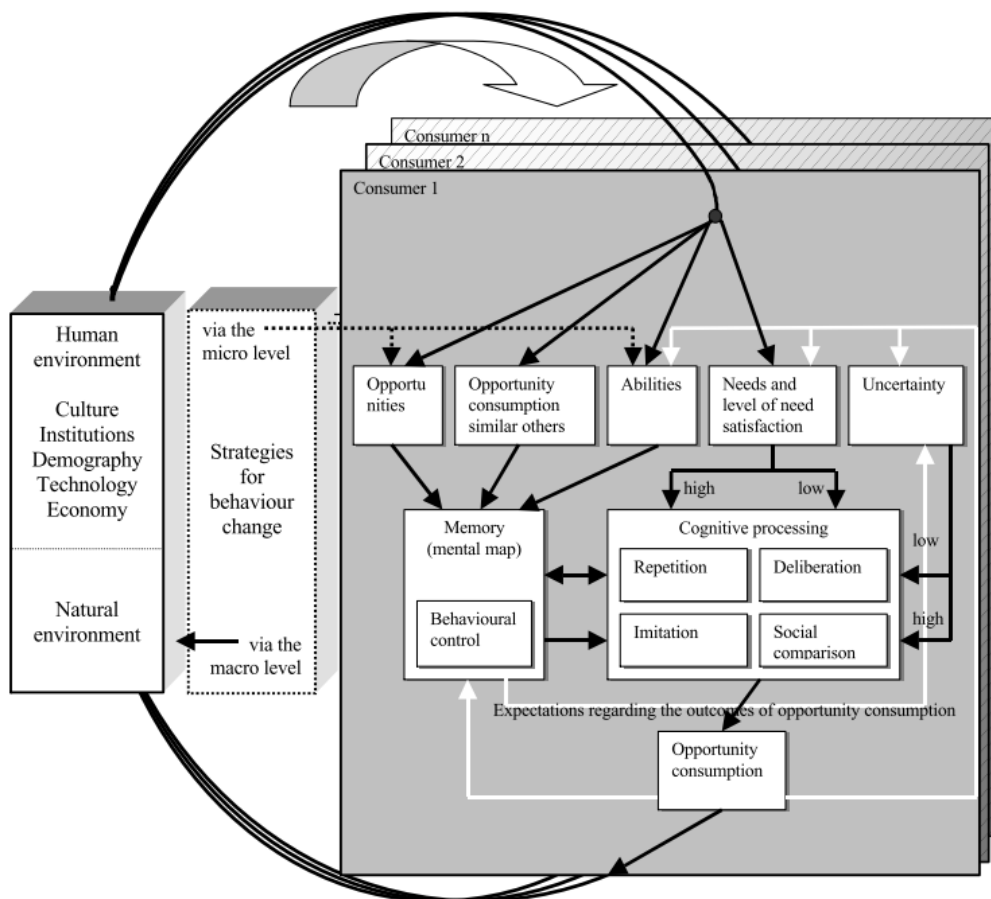 Consumer n
Consumer 2
Consumer 1
Human
environment
Culture
Institutions
Demography
Technology
Economy
Natural
environment
via the
micro level
Strategies
for
behaviour
change
via the
macro level
Opportu
nities
Opportunity
consumption
similar others
Abilities
Needs and
level of need
satisfaction
Uncertainty
high
low
Memory
(mental map)
Behavioural
control
Cognitive processing
Repetition
Deliberation
Imitation
Social
comparison
low
high
Expectations regarding the outcomes of opportunity consumption
Opportunity
consumption